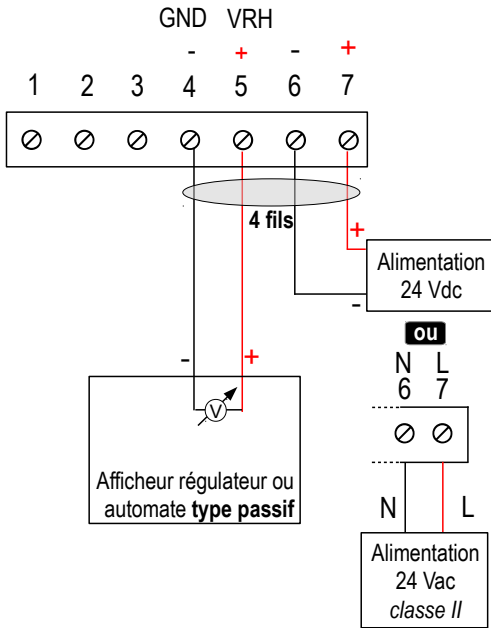 GND VRH
- + - +
1 2 3 4 5 6 7
4 fils
+
Alimentation
24 Vdc
-
ou
N L
6 7
- +
V
Afficheur régulateur ou
automate type passif
N L
Alimentation
24 Vac
classe II